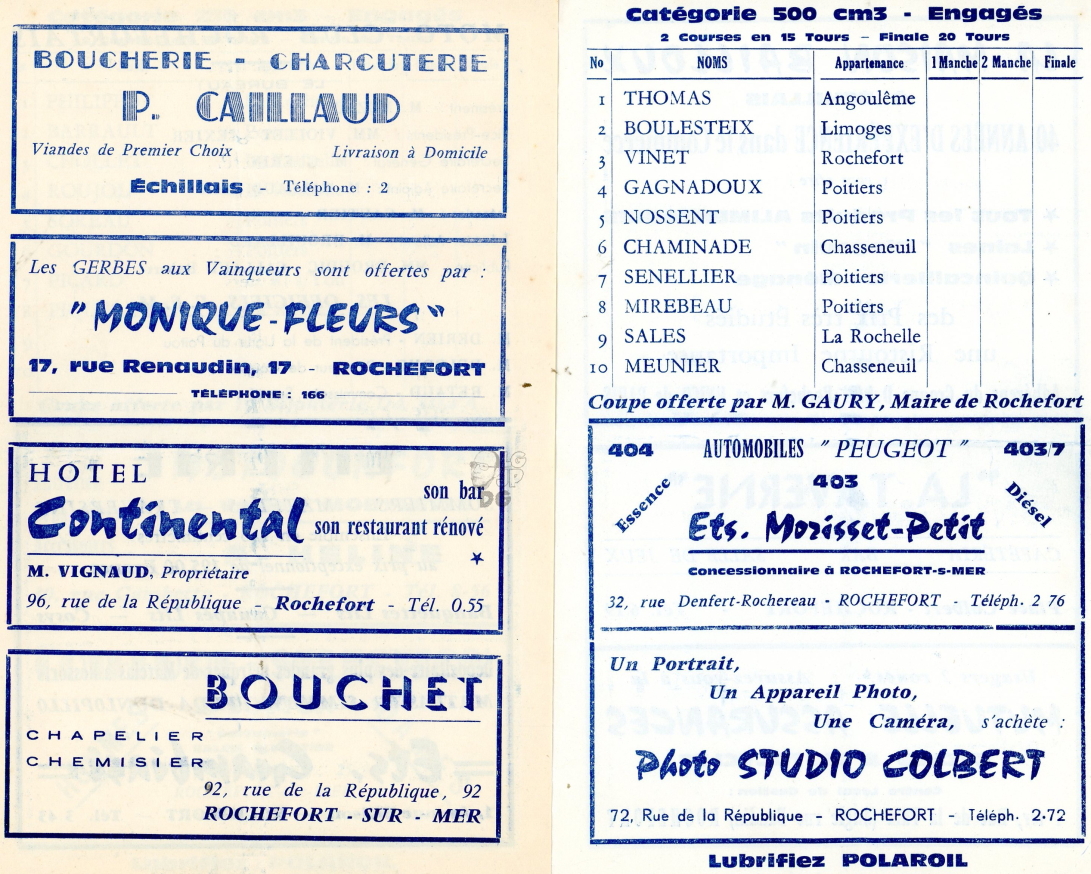 BOUCHERIE - CHARCUTERIE
P. CAILLAUD
Viandes de Premier Choix Livraison à Domicile
Échillais - Téléphone : 2
Les GERBES aux Vainqueurs sont offertes par :
"MONIQUE-FLEURS"
17, rue Renaudin, 17 - ROCHEFORT
TÉLÉPHONE : 166
HOTEL
Continental
son bar
son restaurant rénové
M. VIGNAUD, Propriétaire
96, rue de la République - Rochefort - Tél. 0.55
BOUCHET
CHAPELIER
CHEMISIER
92, rue de la République, 92
ROCHEFORT - SUR - MER
Catégorie 500 cm3 - Engagés
2 Courses en 15 Tours - Finale 20 Tours
No NOMS Appartenance 1 Manche 2 Manche Finale
1 THOMAS Angoulême
2 BOULESTEIX Limoges
3 VINET Rochefort
4 GAGNADOUX Poitiers
5 NOSSENT Poitiers
6 CHAMINADE Chasseneuil
7 SENELLIER Poitiers
8 MIREBEAU Poitiers
9 SALES La Rochelle
10 MEUNIER Chasseneuil
Coupe offerte par M. GAURY, Maire de Rochefort
404 AUTOMOBILES "PEUGEOT" 403/7
403
Essence
Diésel
Ets. Morisset-Petit
Concessionnaire à ROCHEFORT-s-MER
32, rue Denfert-Rochereau - ROCHEFORT - Téléph. 2 76
Un Portrait,
Un Appareil Photo,
Une Caméra, s'achète :
Photo STUDIO COLBERT
72, Rue de la République - ROCHEFORT - Téléph. 2.72
Lubrifiez POLAROIL